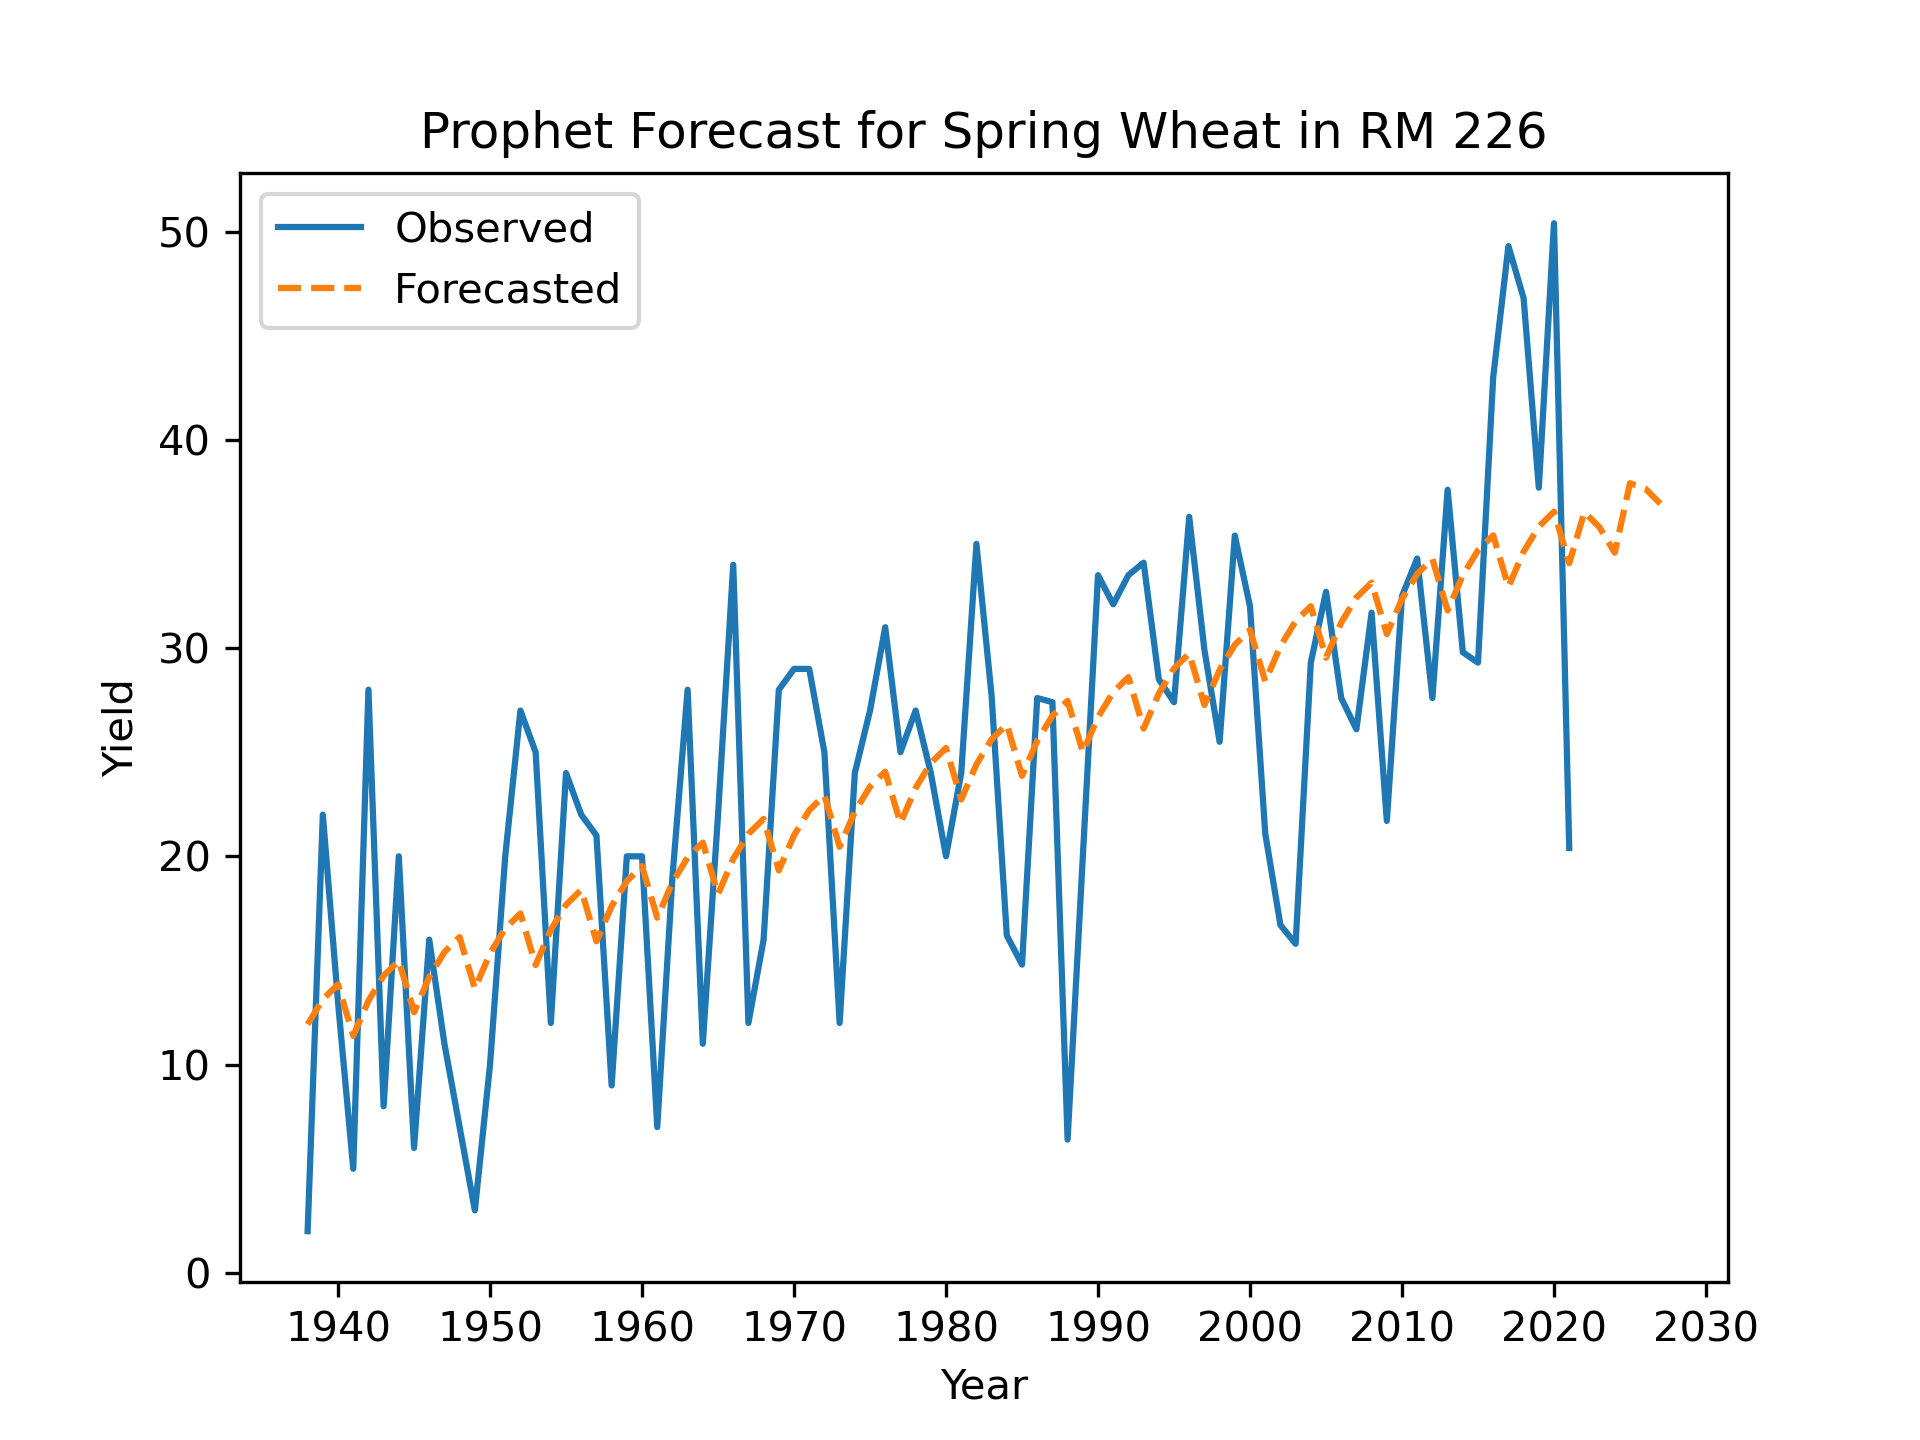 Prophet Forecast for Spring Wheat in RM 226
Observed
Forecasted
50
40
30
20
10
0
Yield
1940 1950 1960 1970 1980 1990 2000 2010 2020 2030
Year